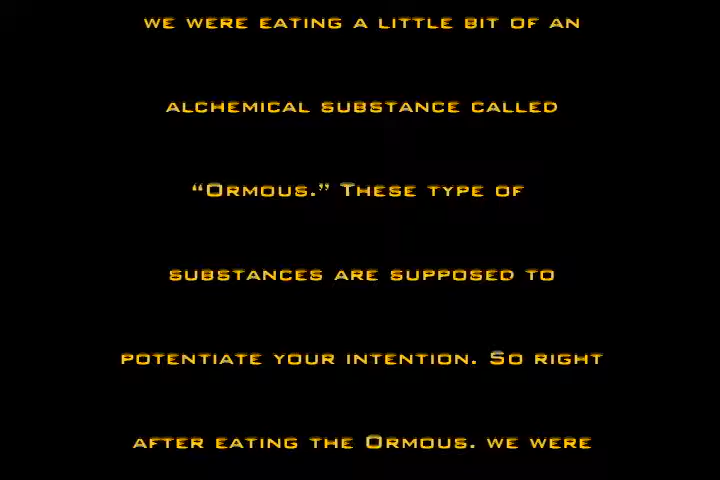 we were eating a little bit of an
alchemical substance called
“Ormous.” These type of
substances are supposed to
potentiate your intention. So right
after eating the Ormous. we were